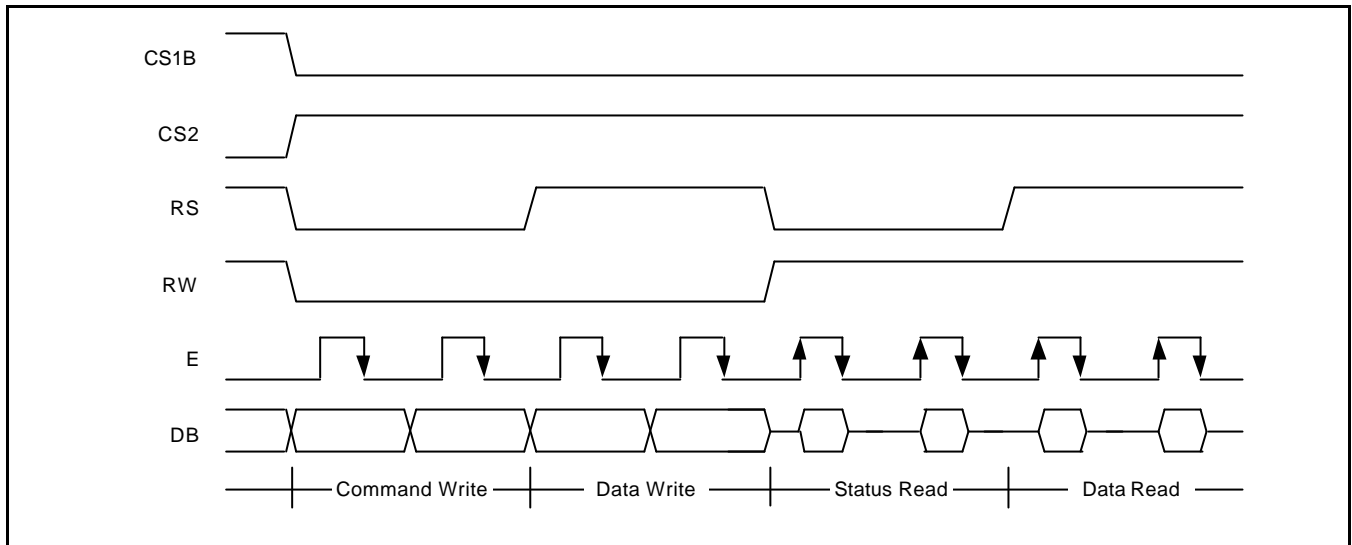 CS1B
CS2
RS
RW
E
DB
Command Write Data Write Status Read Data Read